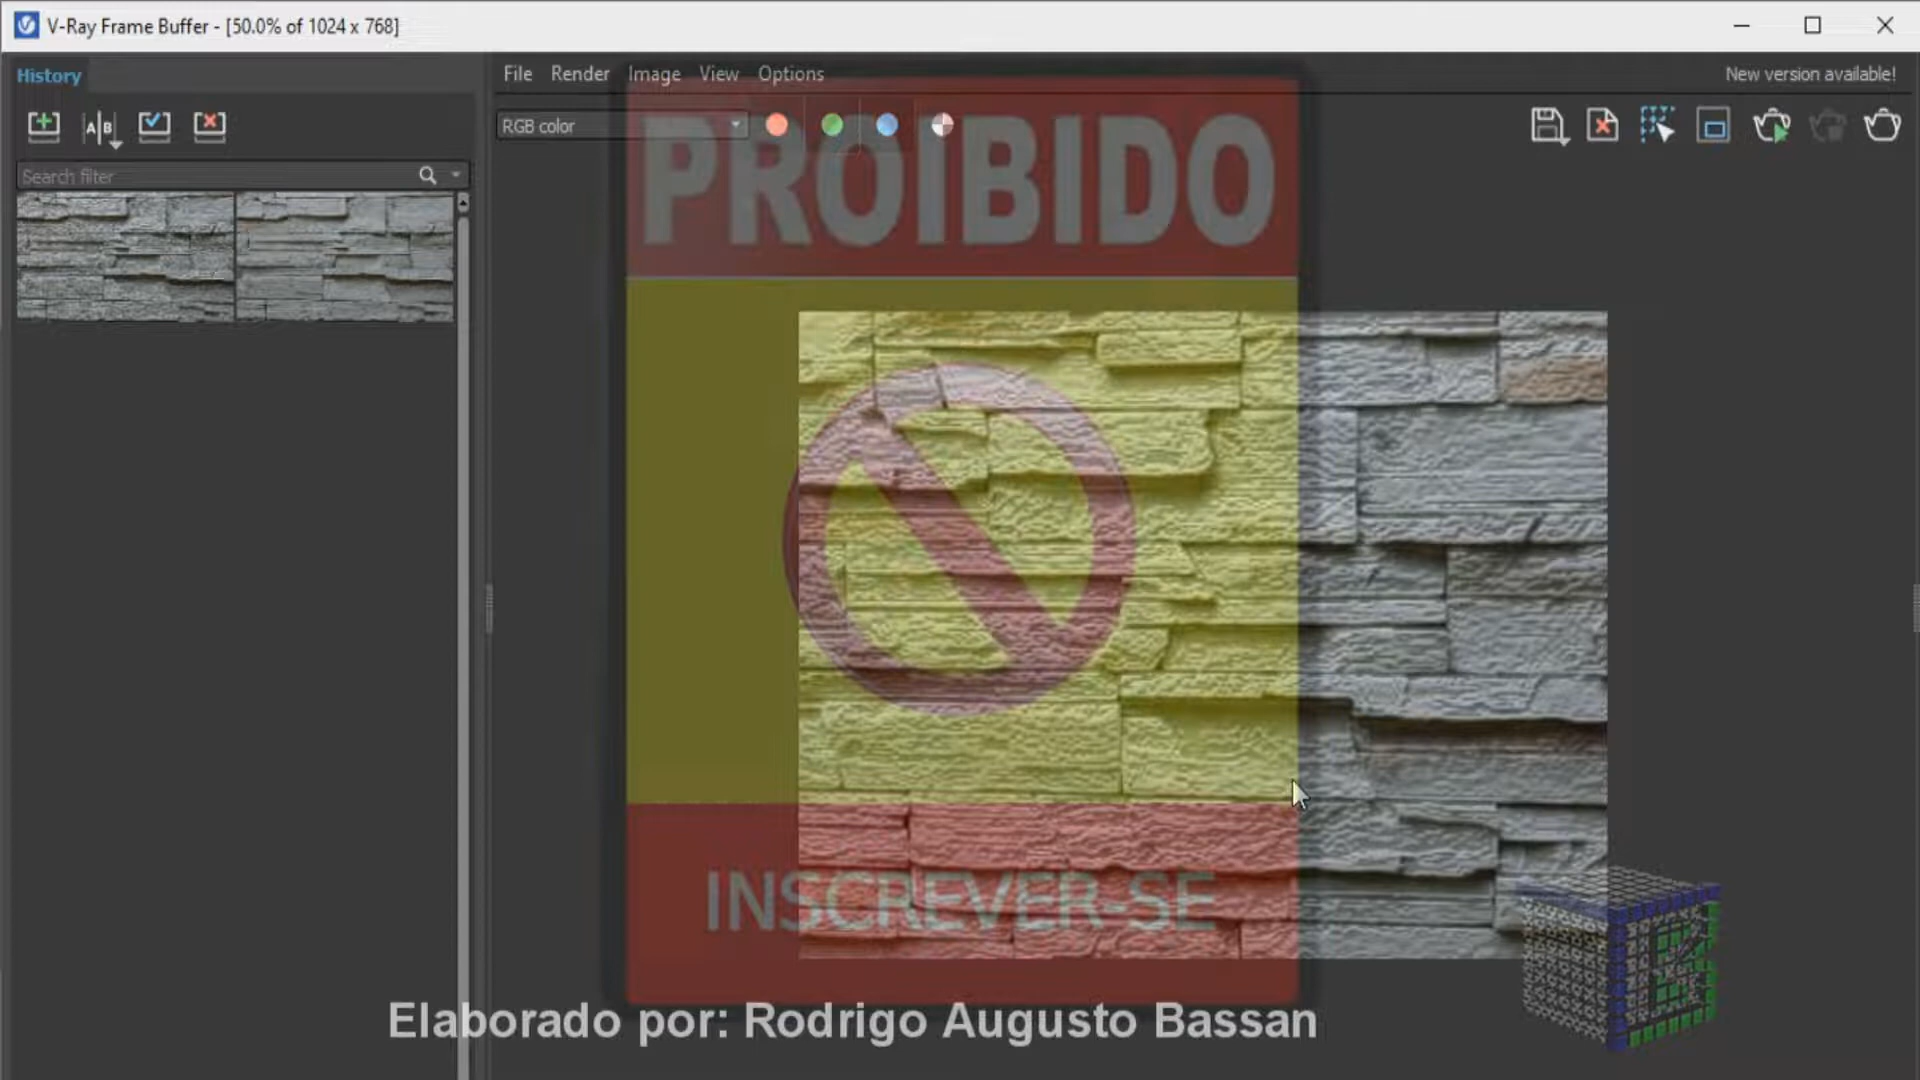 V-Ray Frame Buffer - [50.0% of 1024 x 768]
History
File Render Image View Options
New version available!
A B
RGB color
Search filter
PROIBIDO
INSCREVER-SE
Elaborado por: Rodrigo Augusto Bassan